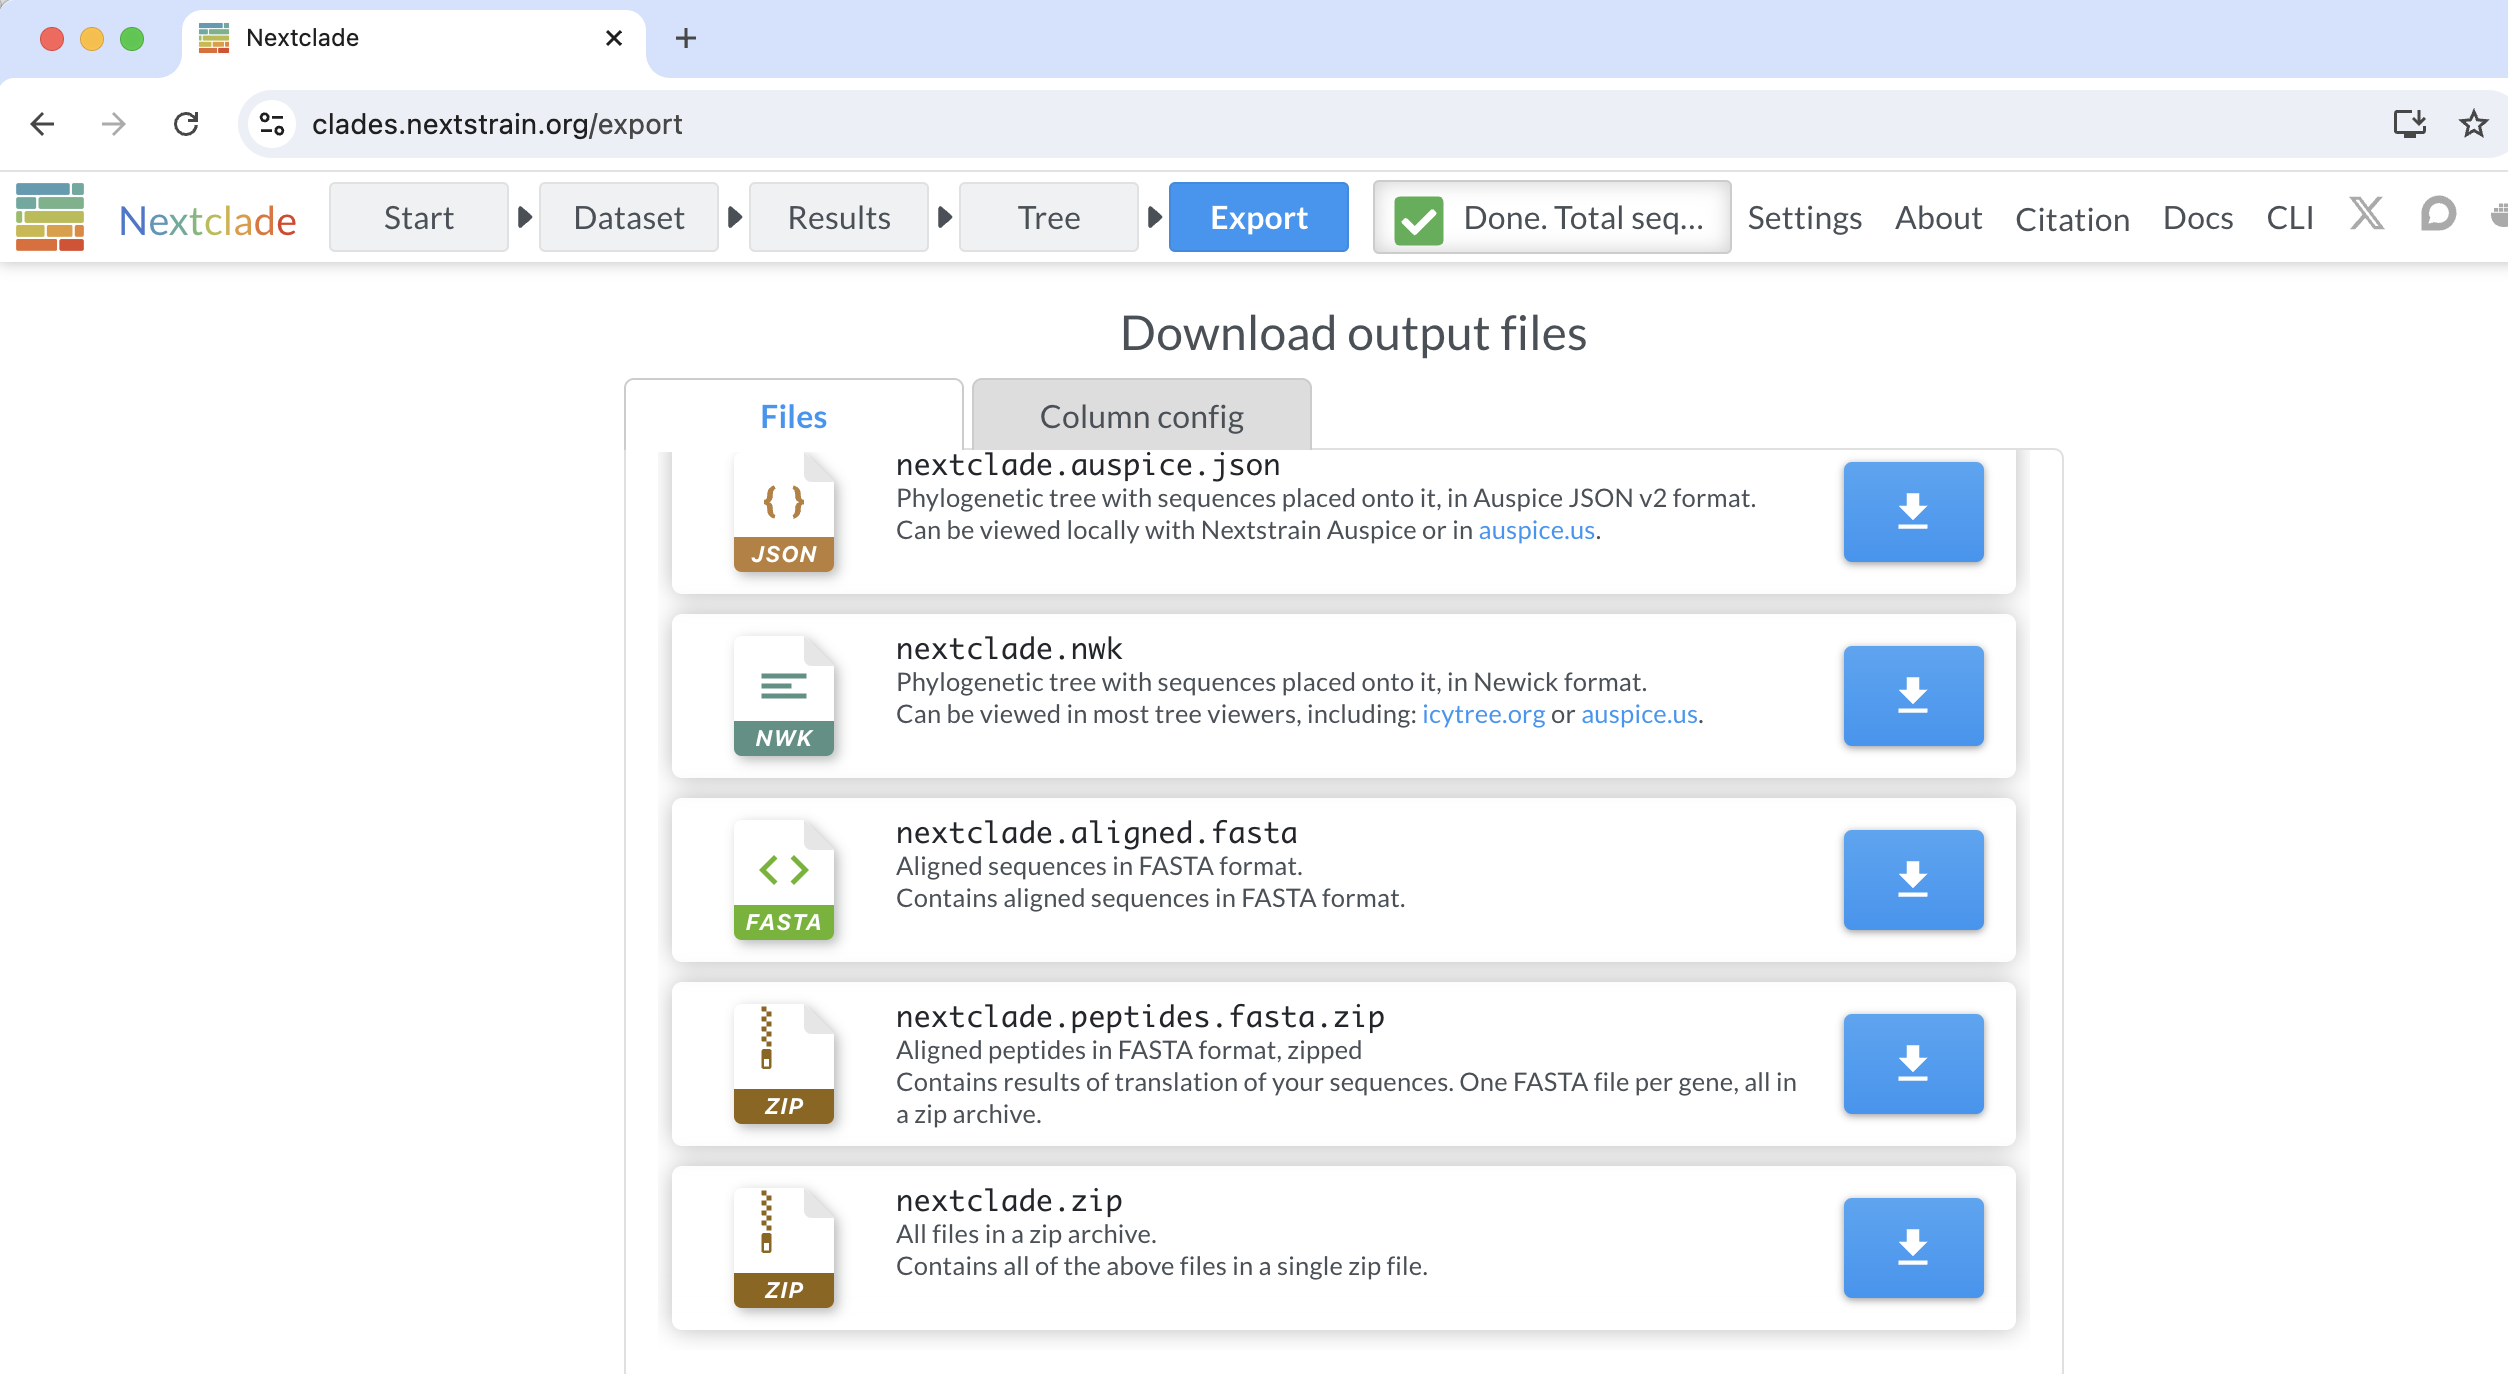 Nextclade
clades.nextstrain.org/export
Nextclade
Start
Dataset
Results
Tree
Export
Done. Total seq...
Settings
About
Citation
Docs
CLI
Download output files
Files
Column config
JSON
nextclade.auspice.json
Phylogenetic tree with sequences placed onto it, in Auspice JSON v2 format.
Can be viewed locally with Nextstrain Auspice or in auspice.us.
NWK
nextclade.nwk
Phylogenetic tree with sequences placed onto it, in Newick format.
Can be viewed in most tree viewers, including: icytree.org or auspice.us.
FASTA
nextclade.aligned.fasta
Aligned sequences in FASTA format.
Contains aligned sequences in FASTA format.
ZIP
nextclade.peptides.fasta.zip
Aligned peptides in FASTA format, zipped
Contains results of translation of your sequences. One FASTA file per gene, all in
a zip archive.
ZIP
nextclade.zip
All files in a zip archive.
Contains all of the above files in a single zip file.